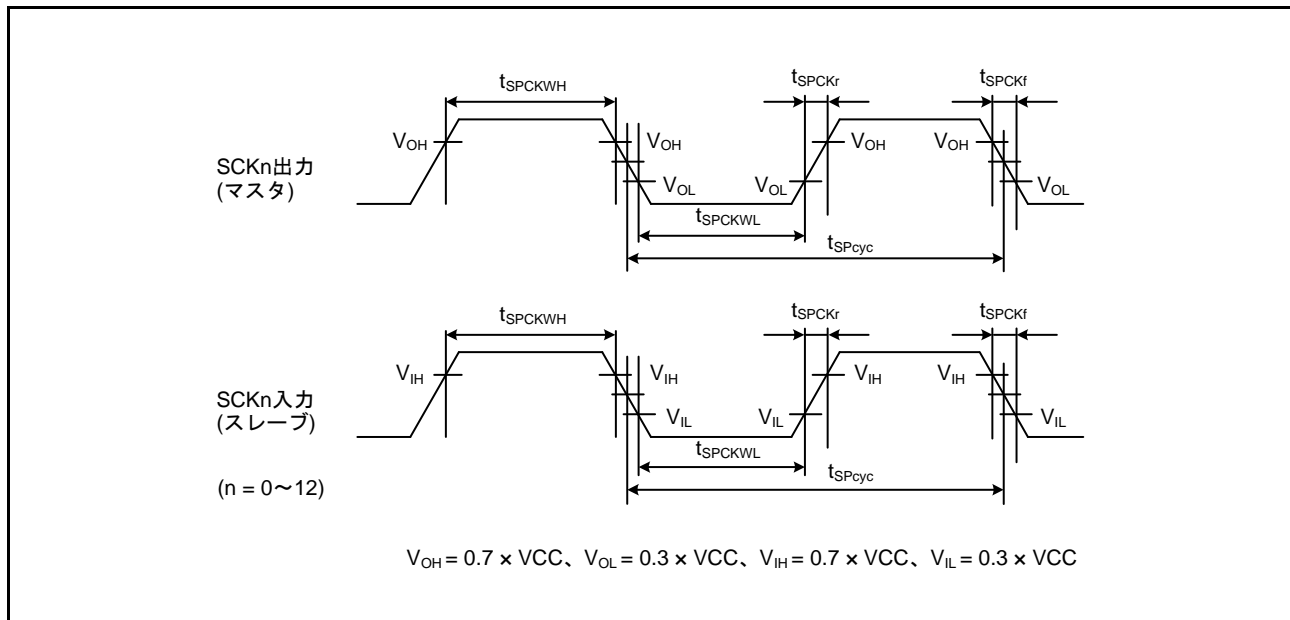 tSPCKWH
tSPCKr
tSPCKf
VOH
VOH
VOH
VOH
SCKn出力
(マスタ)
VOL
VOL
VOL
tSPCKWL
tSPcyc
tSPCKWH
tSPCKr
tSPCKf
VIH
VIH
VIH
VIH
SCKn入力
(スレーブ)
VIL
VIL
VIL
tSPCKWL
tSPcyc
(n = 0～12)
VOH = 0.7 × VCC、VOL = 0.3 × VCC、VIH = 0.7 × VCC、VIL = 0.3 × VCC